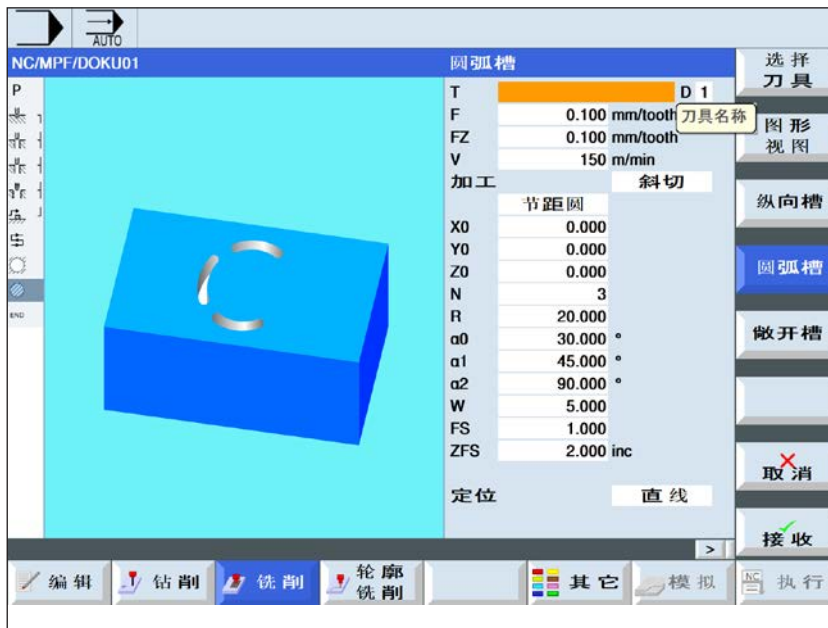 AUTO
NC/MPF/DOKU01
圆弧槽
选择
刀具
P
T D 1
刀具名称
F 0.100 mm/tooth
图形
视图
FZ 0.100 mm/tooth
V 150 m/min
加工 斜切
纵向槽
节距圆
X0 0.000
Y0 0.000
Z0 0.000
圆弧槽
N 3
R 20.000
END
α0 30.000 °
敞开槽
α1 45.000 °
α2 90.000 °
W 5.000
FS 1.000
ZFS 2.000 inc
取消
定位 直线
接收
>
编辑
钻削
铣削
轮廓
铣削
其它
模拟
NC
执行